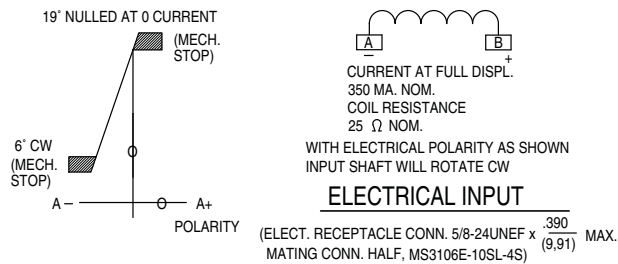 19° NULLED AT 0 CURRENT
(MECH.
STOP)
6° CW
(MECH.
STOP)
O
A – O A+
POLARITY
A B
– +
CURRENT AT FULL DISPL.
350 MA. NOM.
COIL RESISTANCE
25 Ω NOM.
WITH ELECTRICAL POLARITY AS SHOWN
INPUT SHAFT WILL ROTATE CW
ELECTRICAL INPUT
(ELECT. RECEPTACLE CONN. 5/8-24UNEF x .390 / (9,91) MAX.
MATING CONN. HALF, MS3106E-10SL-4S)